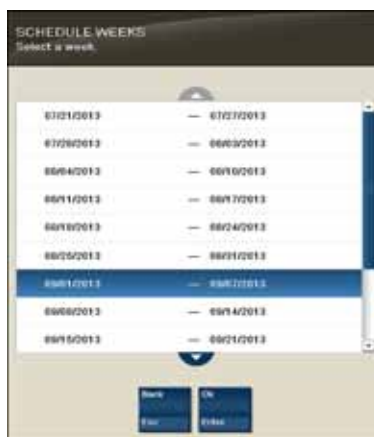 SCHEDULE WEEKS
Select a week.
07/21/2013 — 07/27/2013
07/28/2013 — 08/03/2013
08/04/2013 — 08/10/2013
08/11/2013 — 08/17/2013
08/18/2013 — 08/24/2013
08/25/2013 — 08/31/2013
09/01/2013 — 09/07/2013
09/08/2013 — 09/14/2013
09/15/2013 — 09/21/2013
Back Ok
Esc Enter